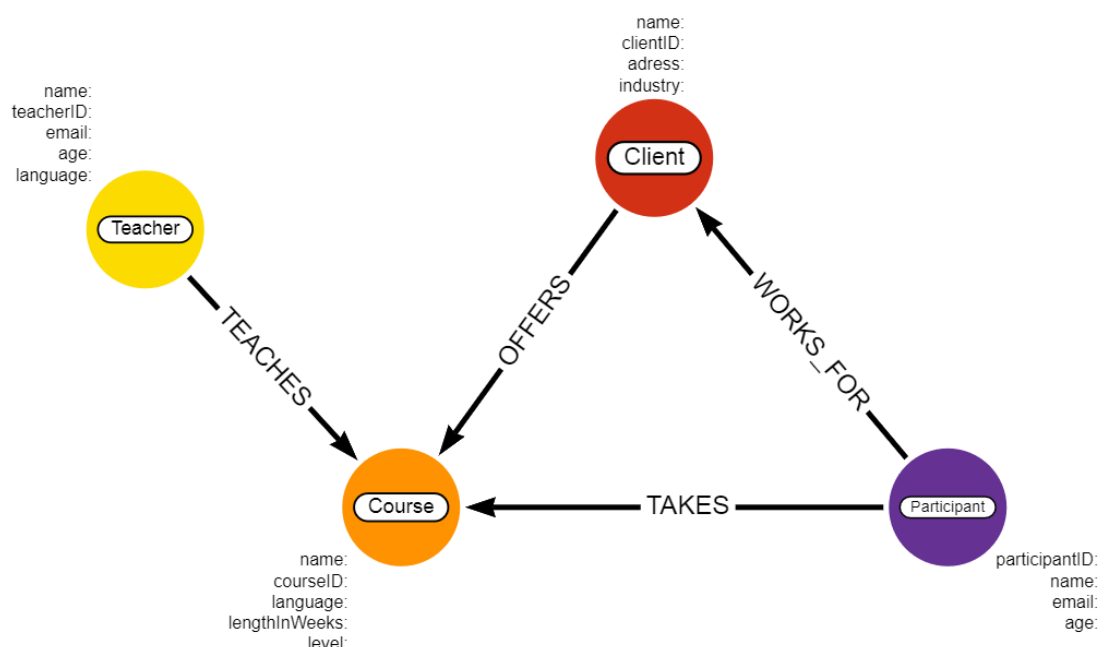 name:
clientID:
adress:
industry:
Client
name:
teacherID:
email:
age:
language:
Teacher
TEACHES
OFFERS
WORKS_FOR
TAKES
Course
name:
courseID:
language:
lengthInWeeks:
level:
Participant
participantID:
name:
email:
age: